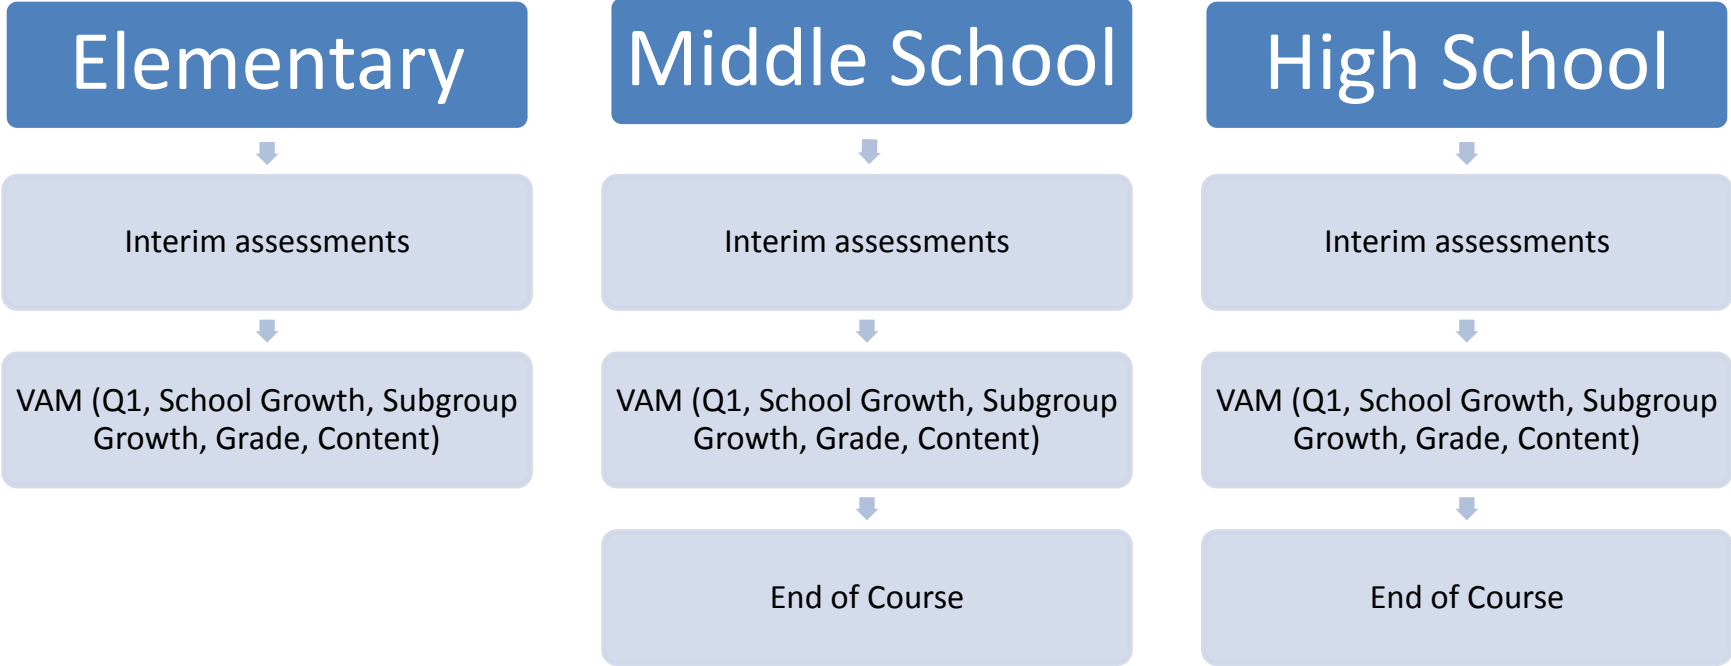 Elementary
Interim assessments
VAM (Q1, School Growth, Subgroup
Growth, Grade, Content)
Middle School
Interim assessments
VAM (Q1, School Growth, Subgroup
Growth, Grade, Content)
End of Course
High School
Interim assessments
VAM (Q1, School Growth, Subgroup
Growth, Grade, Content)
End of Course